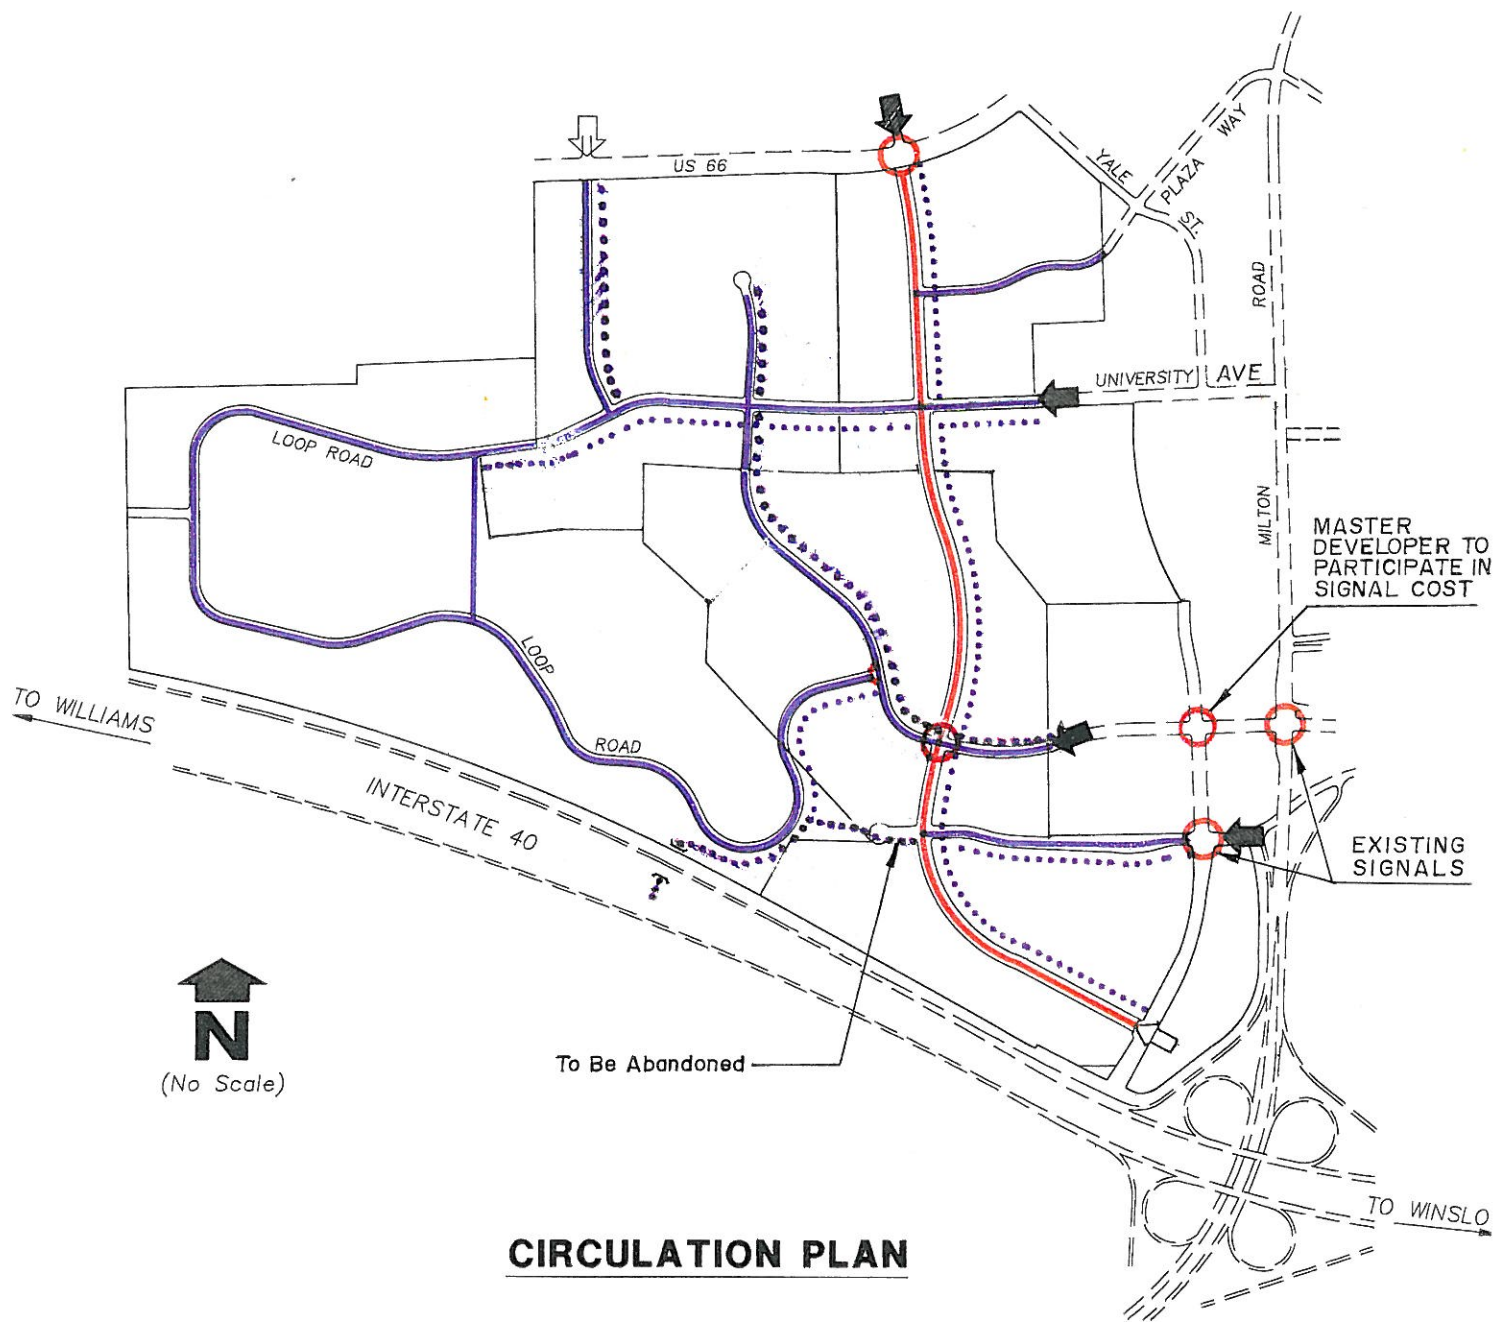 US 66
YALE
ST.
PLAZA WAY
ROAD
UNIVERSITY AVE
LOOP ROAD
MILTON
MASTER
DEVELOPER TO
PARTICIPATE IN
SIGNAL COST
LOOP
ROAD
TO WILLIAMS
INTERSTATE 40
EXISTING
SIGNALS
N
(No Scale)
To Be Abandoned
TO WINSLO
CIRCULATION PLAN